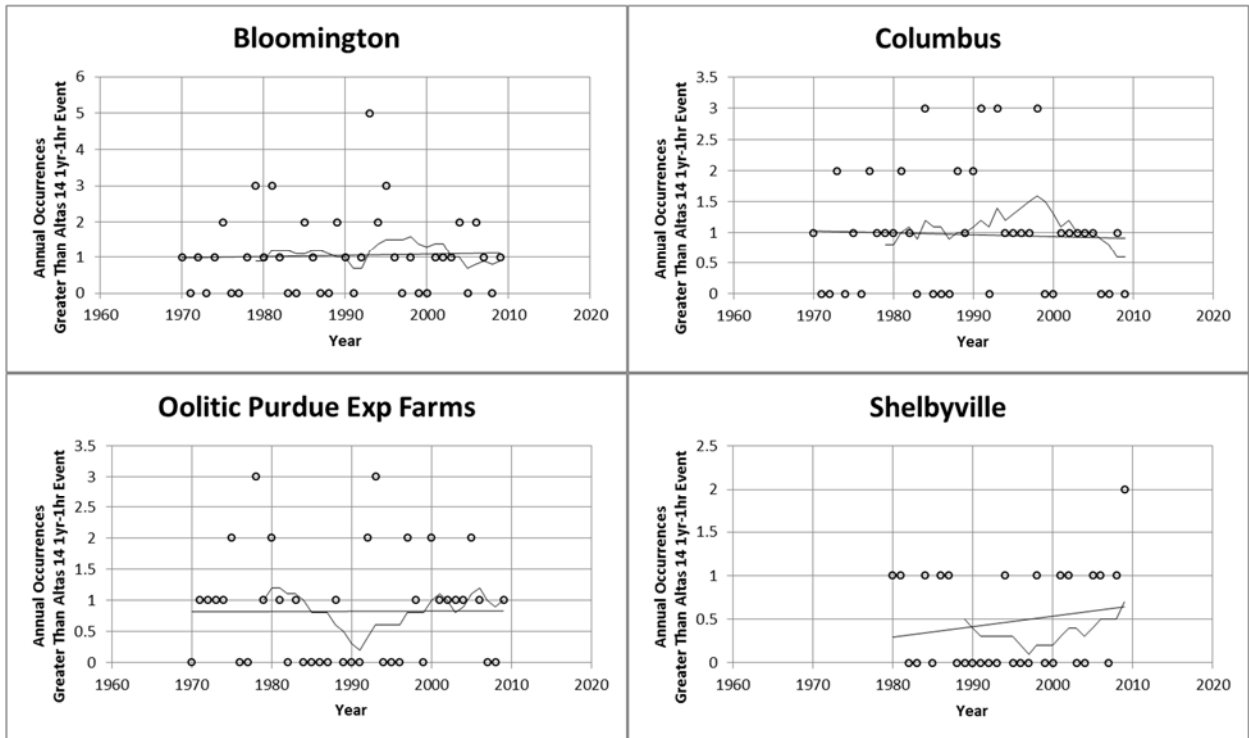 Bloomington
Annual Occurrences
Greater Than Altas 14 1yr-1hr Event
6
5
4
3
2
1
0
1960 1970 1980 1990 2000 2010 2020
Year
Columbus
Annual Occurrences
Greater Than Altas 14 1yr-1hr Event
3.5
3
2.5
2
1.5
1
0.5
0
1960 1970 1980 1990 2000 2010 2020
Year
Oolitic Purdue Exp Farms
Annual Occurrences
Greater Than Altas 14 1yr-1hr Event
3.5
3
2.5
2
1.5
1
0.5
0
1960 1970 1980 1990 2000 2010 2020
Year
Shelbyville
Annual Occurrences
Greater Than Altas 14 1yr-1hr Event
2.5
2
1.5
1
0.5
0
1960 1970 1980 1990 2000 2010 2020
Year